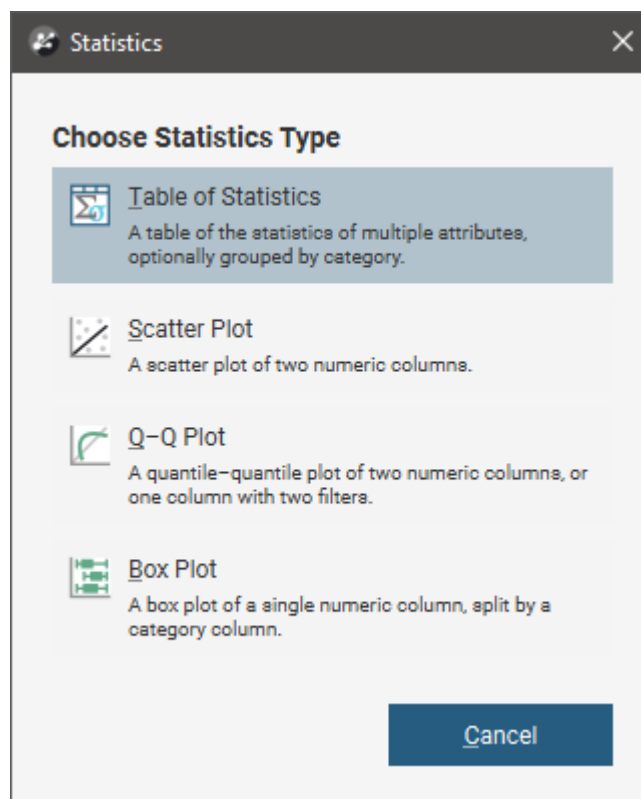 Statistics
Choose Statistics Type
Table of Statistics
A table of the statistics of multiple attributes,
optionally grouped by category.
Scatter Plot
A scatter plot of two numeric columns.
Q–Q Plot
A quantile–quantile plot of two numeric columns, or
one column with two filters.
Box Plot
A box plot of a single numeric column, split by a
category column.
Cancel